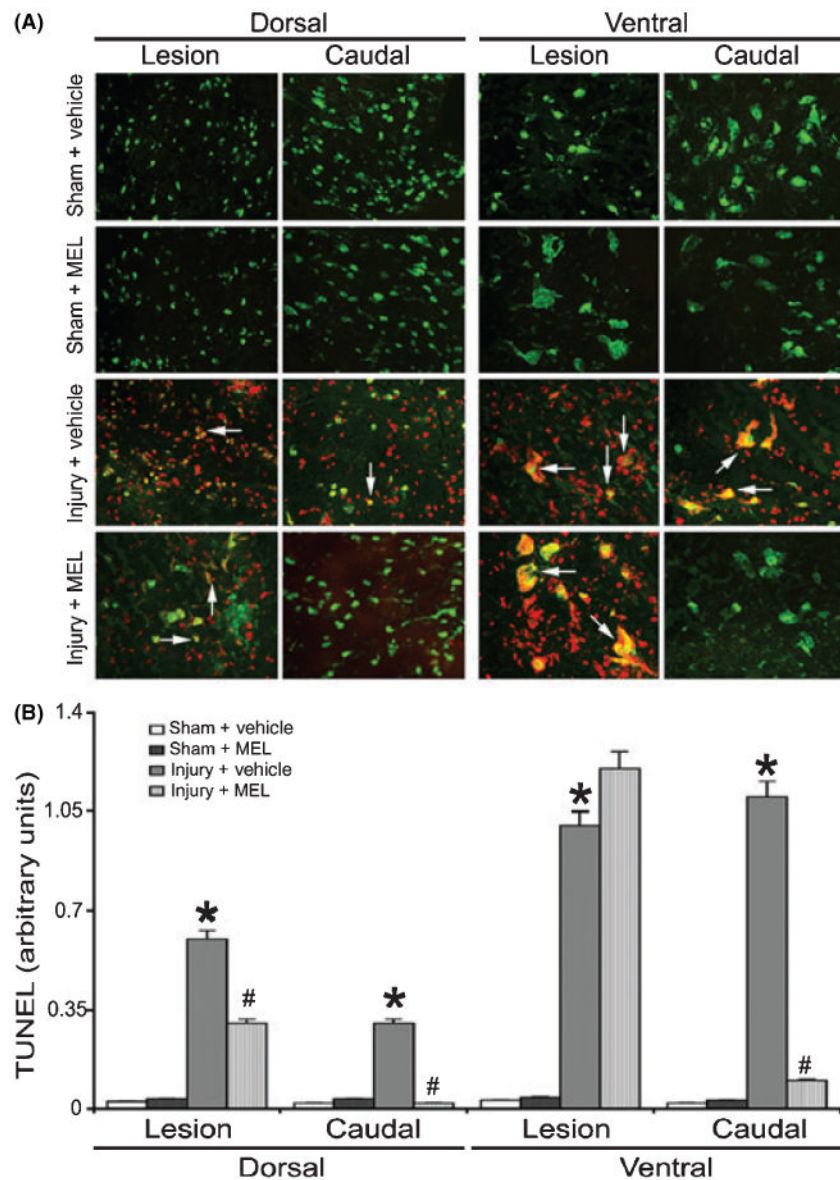 (A)
Dorsal Ventral
Lesion Caudal Lesion Caudal
Sham + vehicle
Sham + MEL
Injury + vehicle
Injury + MEL
(B)
1.4
1.05
0.7
0.35
0
TUNEL (arbitrary units)
Sham + vehicle
Sham + MEL
Injury + vehicle
Injury + MEL
* # * # * * #
Lesion Caudal Lesion Caudal
Dorsal Ventral